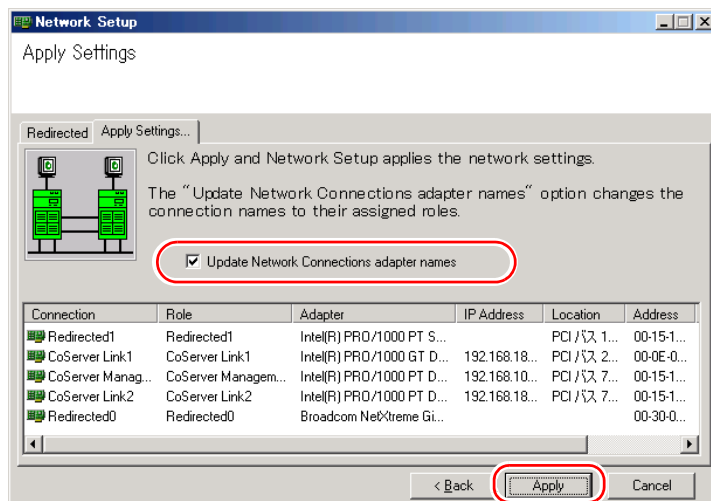 Network Setup
Apply Settings
Redirected Apply Settings...
Click Apply and Network Setup applies the network settings.
The "Update Network Connections adapter names" option changes the
connection names to their assigned roles.
Update Network Connections adapter names
Connection Role Adapter IP Address Location Address
Redirected1 Redirected1 Intel(R) PRO/1000 PT S... PCI バス 1... 00-15-1...
CoServer Link1 CoServer Link1 Intel(R) PRO/1000 GT D... 192.168.18... PCI バス 2... 00-0E-0...
CoServer Manag... CoServer Managem... Intel(R) PRO/1000 PT D... 192.168.10... PCI バス 7... 00-15-1...
CoServer Link2 CoServer Link2 Intel(R) PRO/1000 PT D... 192.168.18... PCI バス 7... 00-15-1...
Redirected0 Redirected0 Broadcom NetXtreme Gi... 00-30-0...
< Back Apply Cancel